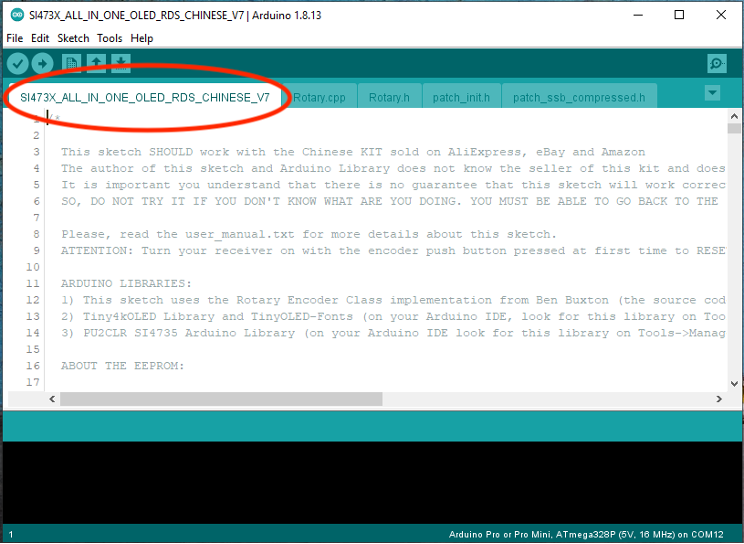 SI473X_ALL_IN_ONE_OLED_RDS_CHINESE_V7 | Arduino 1.8.13
File Edit Sketch Tools Help
SI473X_ALL_IN_ONE_OLED_RDS_CHINESE_V7 Rotary.cpp Rotary.h patch_init.h patch_ssb_compressed.h
1 /*
2
3 This sketch SHOULD work with the Chinese KIT sold on AliExpress, eBay and Amazon
4 The author of this sketch and Arduino Library does not know the seller of this kit and does
5 It is important you understand that there is no guarantee that this sketch will work correc
6 SO, DO NOT TRY IT IF YOU DON'T KNOW WHAT ARE YOU DOING. YOU MUST BE ABLE TO GO BACK TO THE
7
8 Please, read the user_manual.txt for more details about this sketch.
9 ATTENTION: Turn your receiver on with the encoder push button pressed at first time to RESE
10
11 ARDUINO LIBRARIES:
12 1) This sketch uses the Rotary Encoder Class implementation from Ben Buxton (the source cod
13 2) Tiny4kOLED Library and TinyOLED-Fonts (on your Arduino IDE, look for this library on Too
14 3) PU2CLR SI4735 Arduino Library (on your Arduino IDE look for this library on Tools->Manag
15
16 ABOUT THE EEPROM:
17
1 Arduino Pro or Pro Mini, ATmega328P (5V, 16 MHz) on COM12